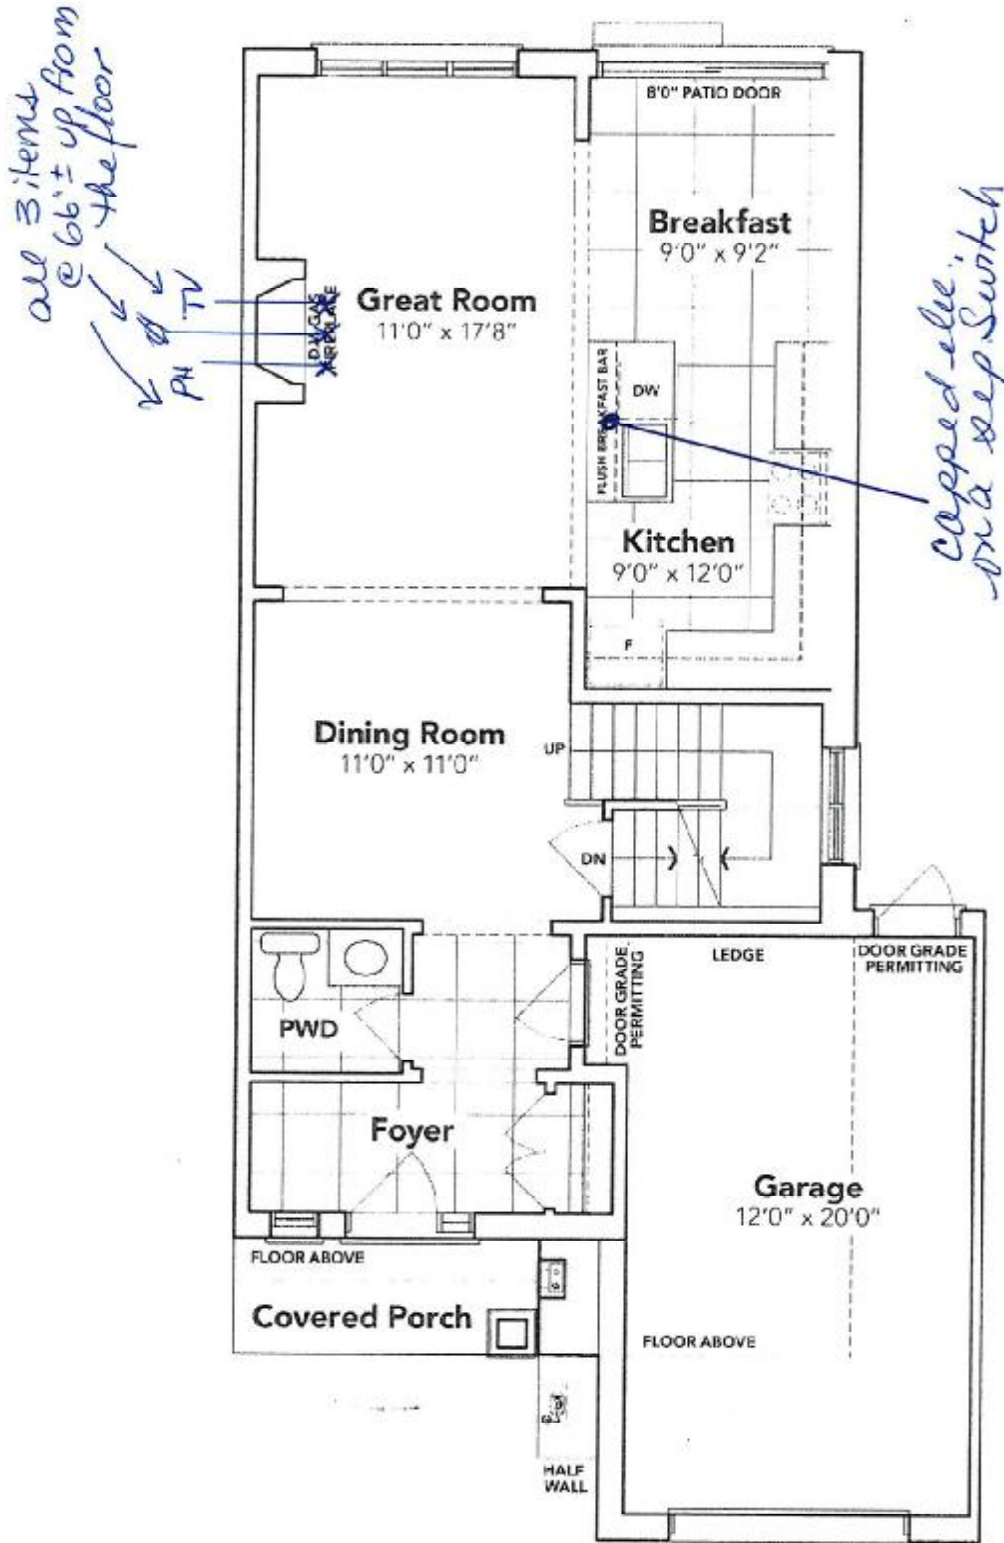 all 3 items
@ 66"± up from
the floor
TV
PH
8'0" PATIO DOOR
Breakfast
9'0" x 9'2"
Great Room
11'0" x 17'8"
D.V. GAS
FIREPLACE
FLUSH BREAKFAST BAR
DW
capped elec.
on a sep switch
Kitchen
9'0" x 12'0"
F
Dining Room
11'0" x 11'0"
UP
DN
PWD
DOOR GRADE
PERMITTING
LEDGE
DOOR GRADE
PERMITTING
Foyer
Garage
12'0" x 20'0"
FLOOR ABOVE
Covered Porch
FLOOR ABOVE
HALF
WALL